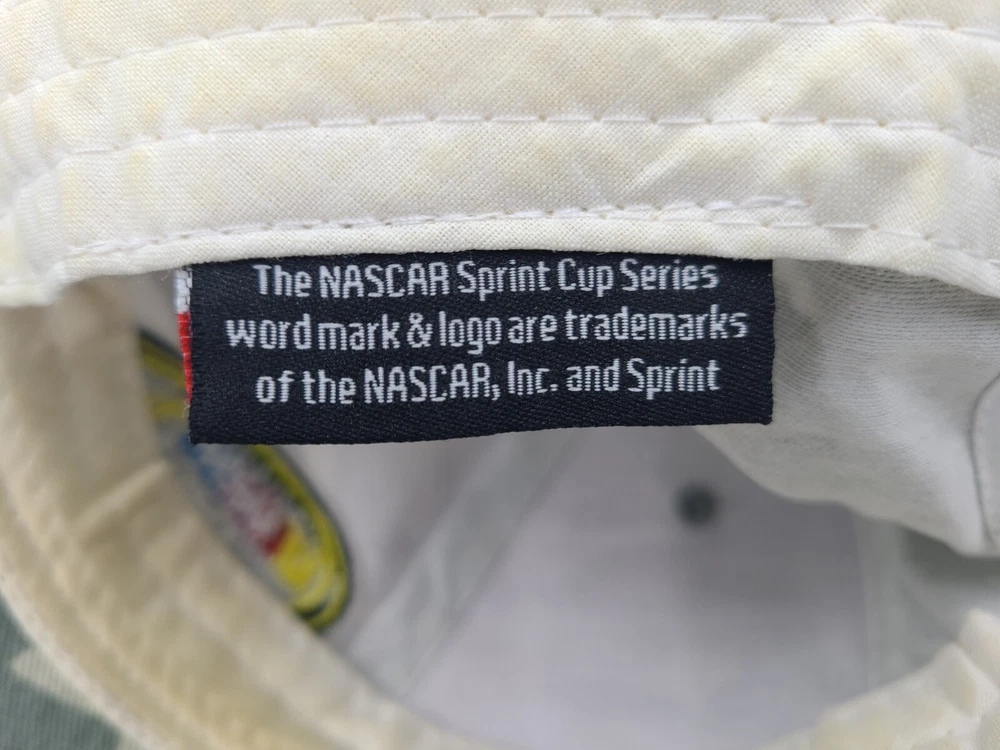 The NASCAR Sprint Cup Series
word mark & logo are trademarks
of the NASCAR, Inc. and Sprint